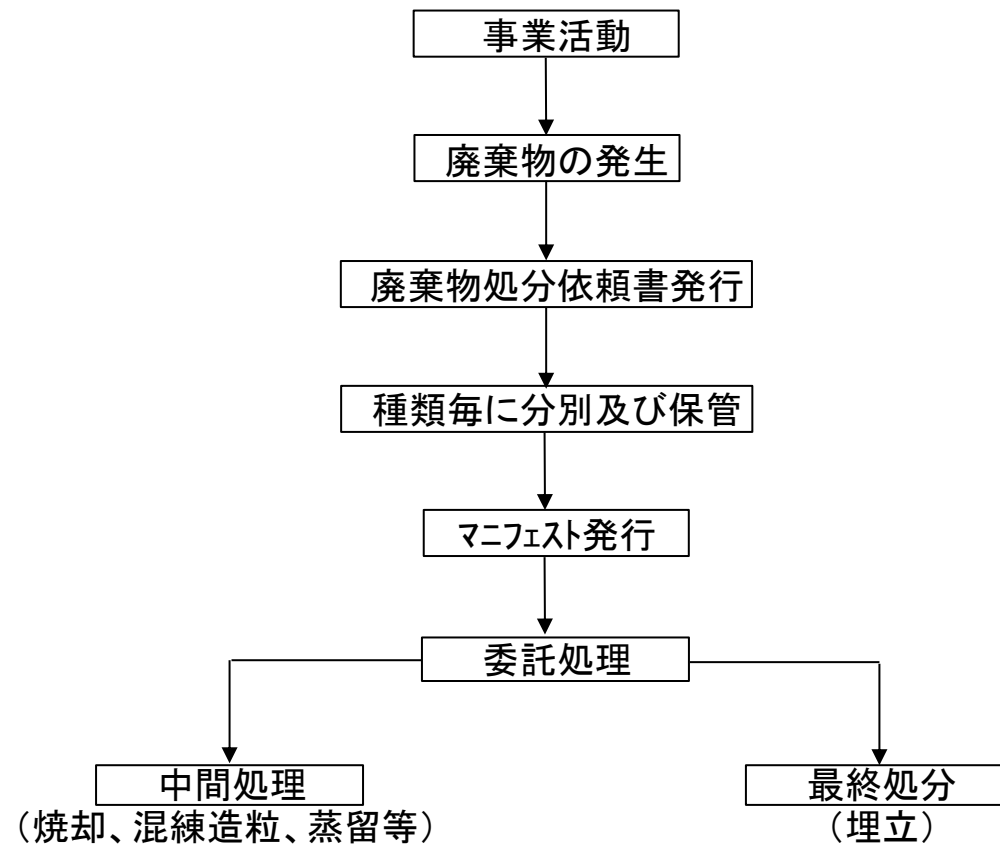 事業活動
廃棄物の発生
廃棄物処分依頼書発行
種類毎に分別及び保管
ﾏﾆﾌｪｽﾄ発行
委託処理
中間処理
（焼却、混練造粒、蒸留等）
最終処分
（埋立）